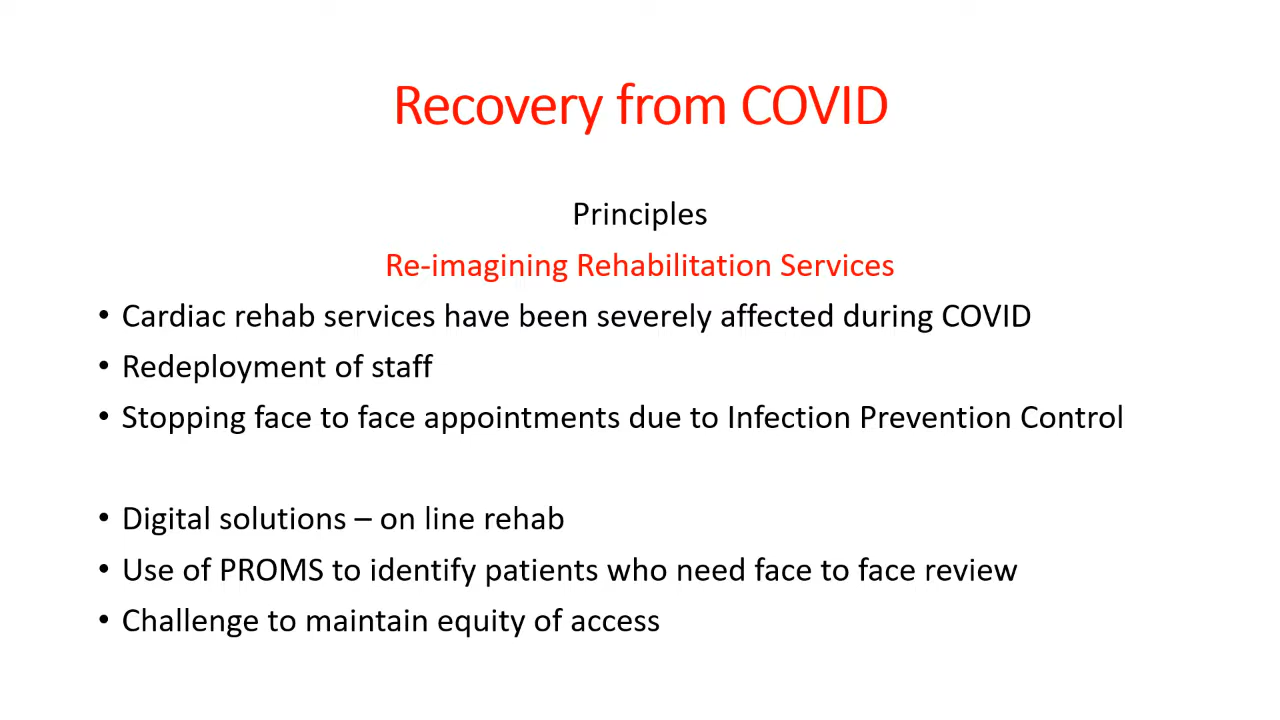 Recovery from COVID
Principles
Re-imagining Rehabilitation Services
• Cardiac rehab services have been severely affected during COVID
• Redeployment of staff
• Stopping face to face appointments due to Infection Prevention Control
• Digital solutions – on line rehab
• Use of PROMS to identify patients who need face to face review
• Challenge to maintain equity of access